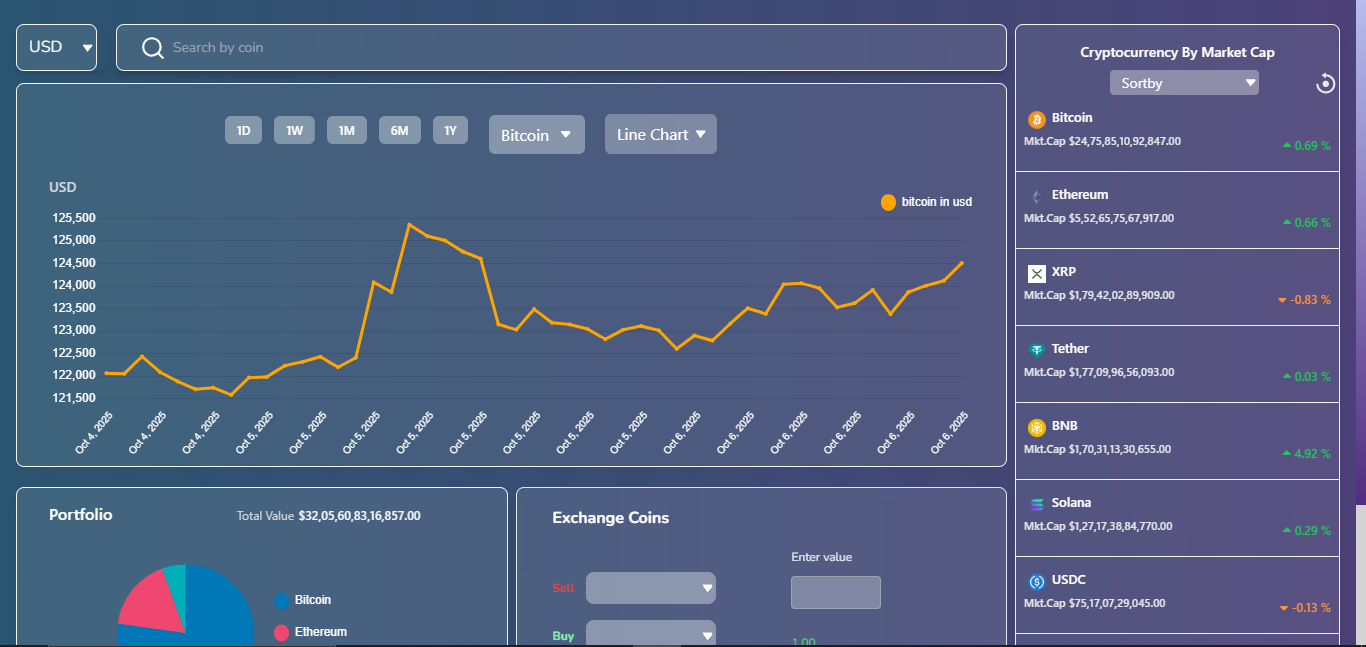 USD
Search by coin
1D 1W 1M 6M 1Y Bitcoin Line Chart
USD
bitcoin in usd
125,500
125,000
124,500
124,000
123,500
123,000
122,500
122,000
121,500
Oct 4, 2025 Oct 4, 2025 Oct 4, 2025 Oct 5, 2025 Oct 5, 2025 Oct 5, 2025 Oct 5, 2025 Oct 5, 2025 Oct 5, 2025 Oct 5, 2025 Oct 5, 2025 Oct 6, 2025 Oct 6, 2025 Oct 6, 2025 Oct 6, 2025 Oct 6, 2025 Oct 6, 2025
Portfolio
Total Value $32,05,60,83,16,857.00
Bitcoin
Ethereum
Exchange Coins
Enter value
Sell
Buy
1.00
Cryptocurrency By Market Cap
Sortby
Bitcoin
Mkt.Cap $24,75,85,10,92,847.00
0.69 %
Ethereum
Mkt.Cap $5,52,65,75,67,917.00
0.66 %
XRP
Mkt.Cap $1,79,42,02,89,909.00
-0.83 %
Tether
Mkt.Cap $1,77,09,96,56,093.00
0.03 %
BNB
Mkt.Cap $1,70,31,13,30,655.00
4.92 %
Solana
Mkt.Cap $1,27,17,38,84,770.00
0.29 %
USDC
Mkt.Cap $75,17,07,29,045.00
-0.13 %